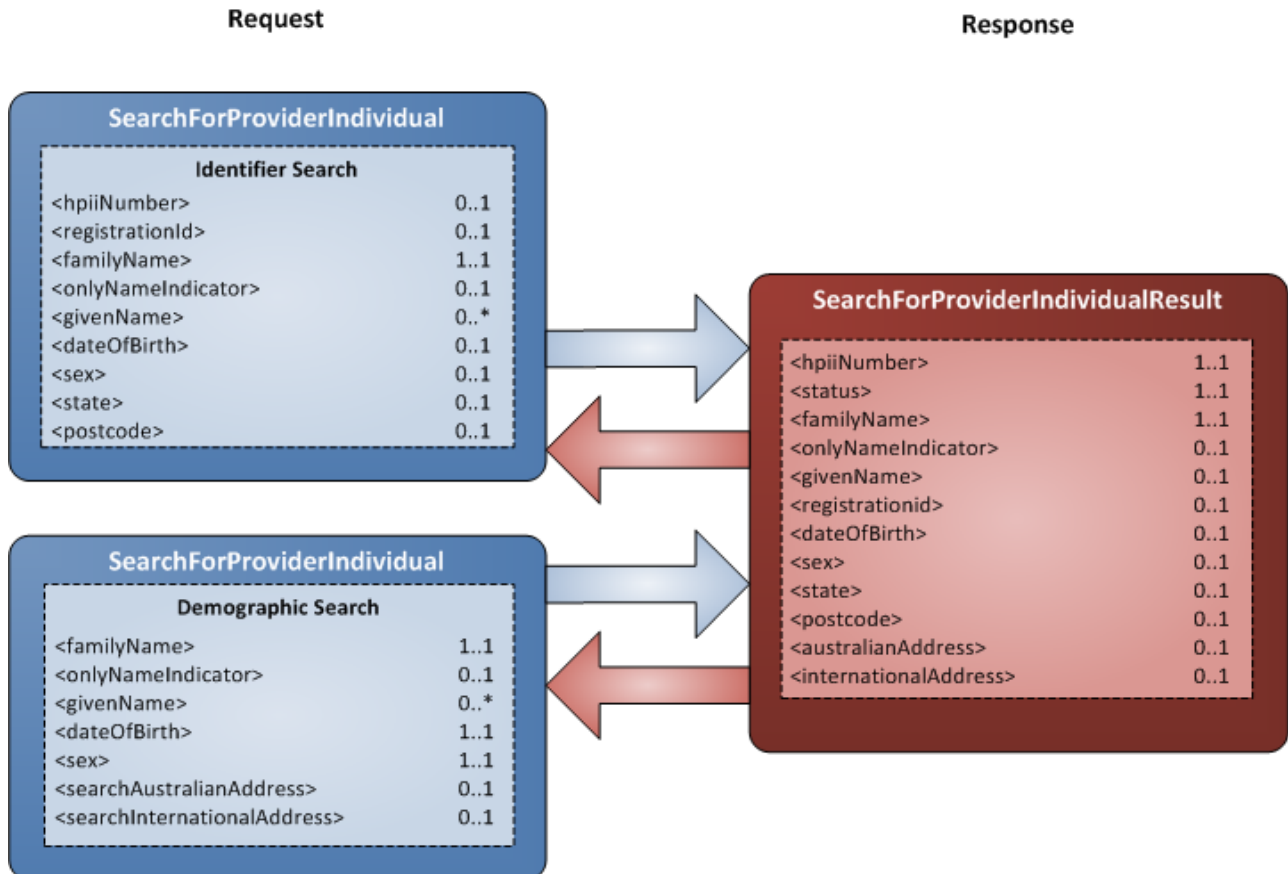 Request
Response
SearchForProviderIndividual
Identifier Search
<hpiiNumber> 0..1
<registrationId> 0..1
<familyName> 1..1
<onlyNameIndicator> 0..1
<givenName> 0..*
<dateOfBirth> 0..1
<sex> 0..1
<state> 0..1
<postcode> 0..1
SearchForProviderIndividual
Demographic Search
<familyName> 1..1
<onlyNameIndicator> 0..1
<givenName> 0..*
<dateOfBirth> 1..1
<sex> 1..1
<searchAustralianAddress> 0..1
<searchInternationalAddress> 0..1
SearchForProviderIndividualResult
<hpiiNumber> 1..1
<status> 1..1
<familyName> 1..1
<onlyNameIndicator> 0..1
<givenName> 0..1
<registrationid> 0..1
<dateOfBirth> 0..1
<sex> 0..1
<state> 0..1
<postcode> 0..1
<australianAddress> 0..1
<internationalAddress> 0..1